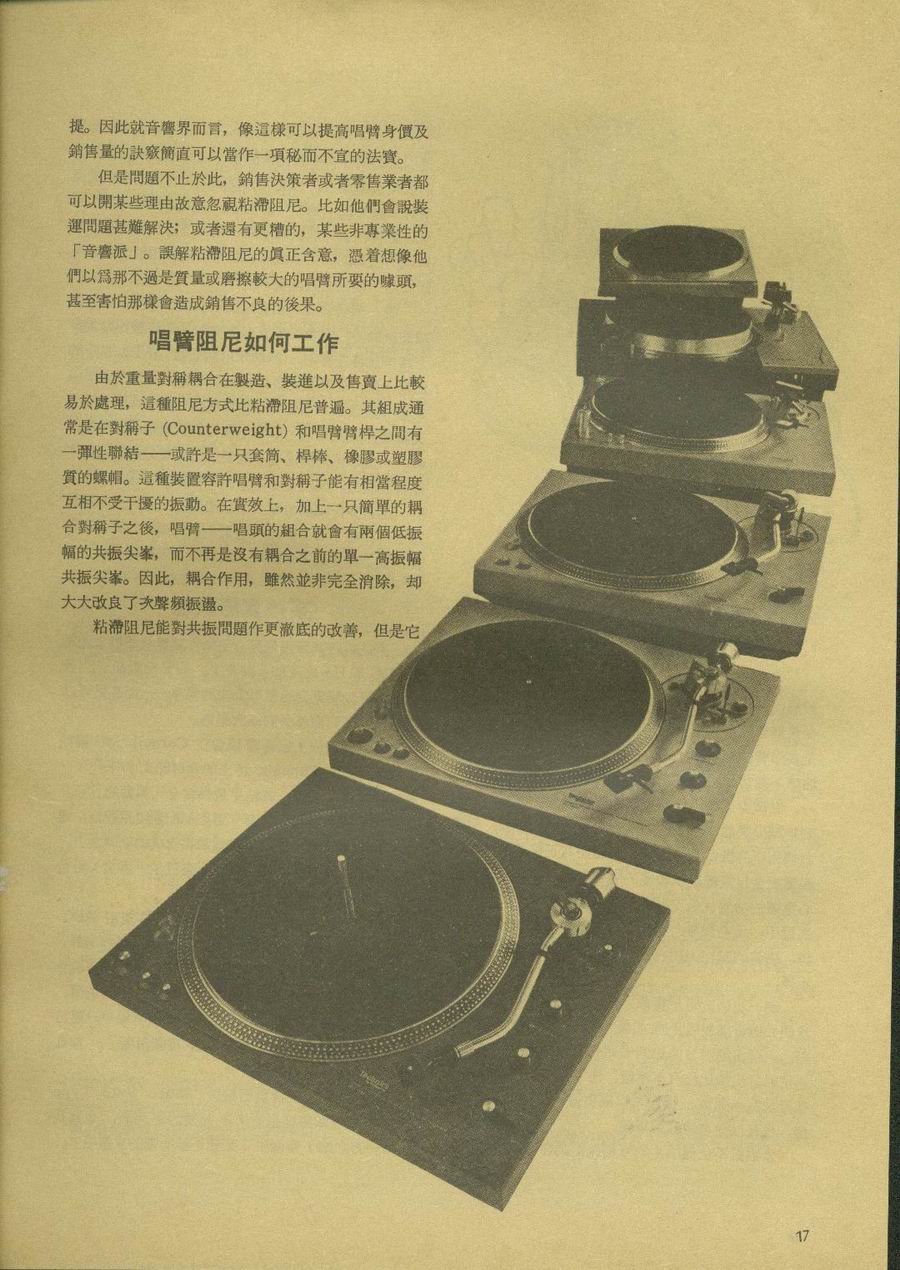 提。因此就音響界而言，像這樣可以提高唱臂身價及
銷售量的訣竅簡直可以當作一項秘而不宣的法寶。
但是問題不止於此，銷售決策者或者零售業者都
可以開某些理由故意忽視粘滯阻尼。比如他們會說裝
運問題甚難解決；或者還有更糟的，某些非專業性的
「音響派」。誤解粘滯阻尼的眞正含意，憑着想像他
們以爲那不過是質量或磨擦較大的唱臂所要的噱頭，
甚至害怕那樣會造成銷售不良的後果。
唱臂阻尼如何工作
由於重量對稱耦合在製造、裝進以及售賣上比較
易於處理，這種阻尼方式比粘滯阻尼普遍。其組成通
常是在對稱子 (Counterweight) 和唱臂臂桿之間有
一彈性聯結——或許是一只套筒、桿棒、橡膠或塑膠
質的螺帽。這種裝置容許唱臂和對稱子能有相當程度
互相不受干擾的振動。在實效上，加上一只簡單的耦
合對稱子之後，唱臂——唱頭的組合就會有兩個低振
幅的共振尖峯，而不再是沒有耦合之前的單一高振幅
共振尖峯。因此，耦合作用，雖然並非完全消除，却
大大改良了次聲頻振盪。
粘滯阻尼能對共振問題作更澈底的改善，但是它
17